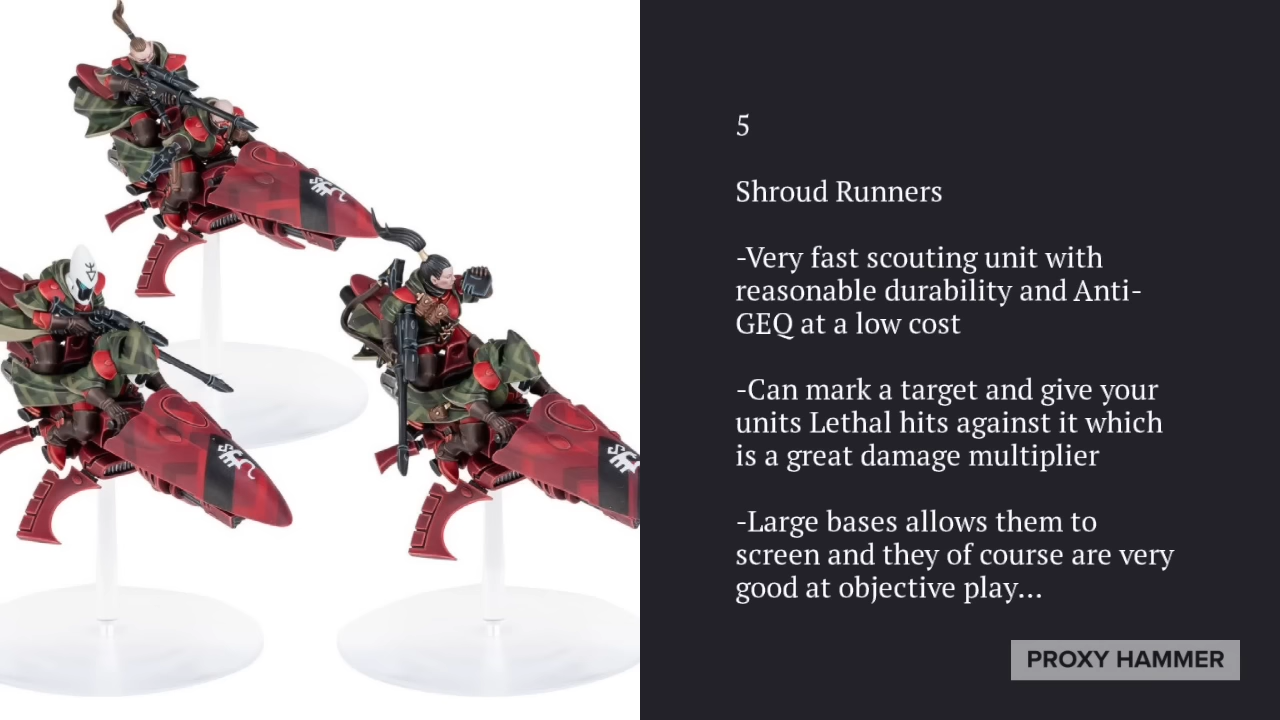 5
Shroud Runners
-Very fast scouting unit with
reasonable durability and Anti-
GEQ at a low cost
-Can mark a target and give your
units Lethal hits against it which
is a great damage multiplier
-Large bases allows them to
screen and they of course are very
good at objective play...
PROXY HAMMER